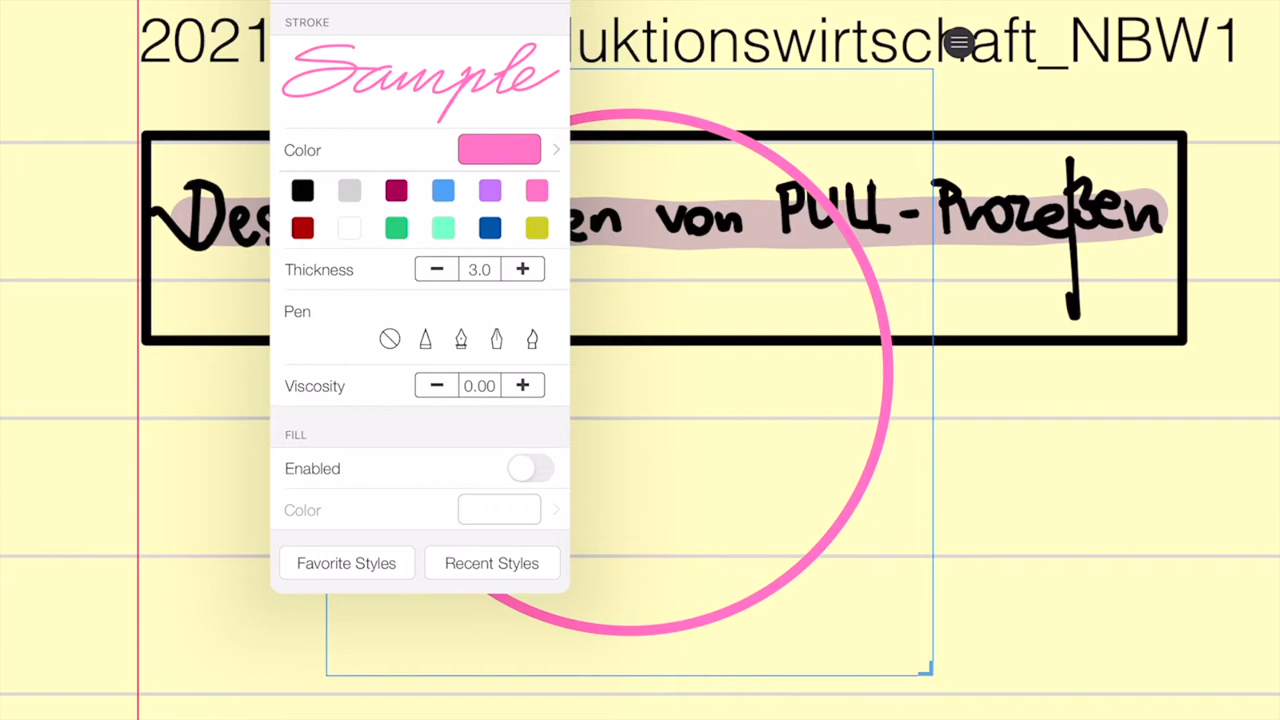 2021 duktionswirtschaft_NBW1
STROKE
Sample
Color
Des en von PULL-Prozeßen
Thickness
3.0
Pen
Viscosity
0.00
FILL
Enabled
Color
Favorite Styles
Recent Styles